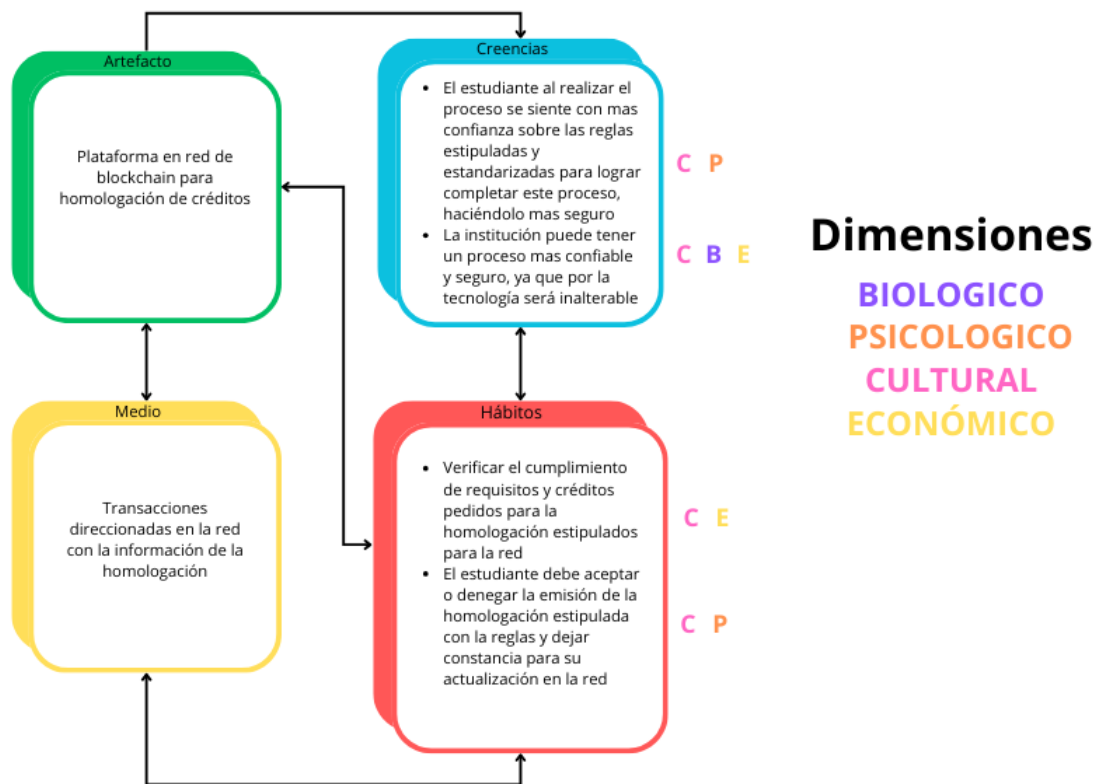 Artefacto
Plataforma en red de
blockchain para
homologación de créditos
Creencias
• El estudiante al realizar el
proceso se siente con mas
confianza sobre las reglas
estipuladas y
estandarizadas para lograr
completar este proceso,
haciéndolo mas seguro
C P
• La institución puede tener
un proceso mas confiable
y seguro, ya que por la
tecnología será inalterable
C B E
Medio
Transacciones
direccionadas en la red
con la información de la
homologación
Hábitos
• Verificar el cumplimiento
de requisitos y créditos
pedidos para la
homologación estipulados
para la red
C E
• El estudiante debe aceptar
o denegar la emisión de la
homologación estipulada
con la reglas y dejar
constancia para su
actualización en la red
C P
Dimensiones
BIOLOGICO
PSICOLOGICO
CULTURAL
ECONÓMICO